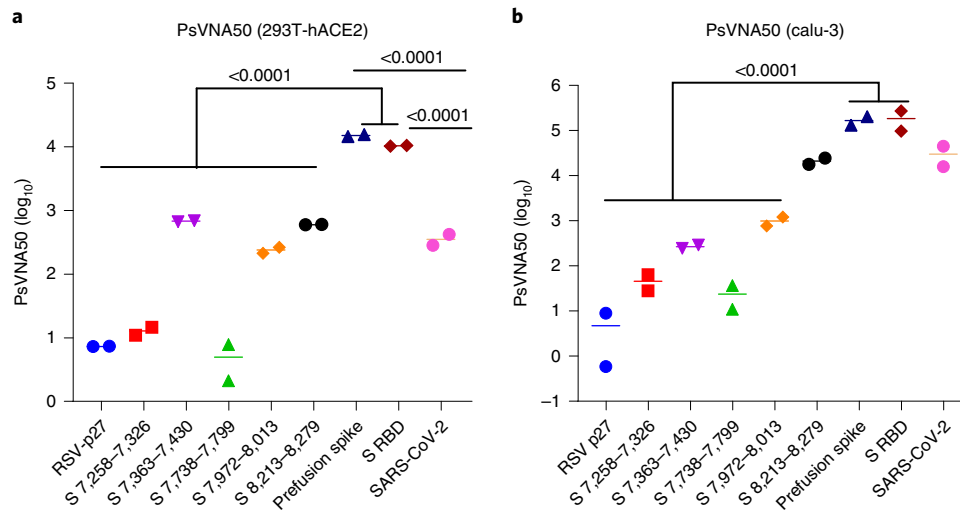 a
PsVNA50 (293T-hACE2)
<0.0001
<0.0001
<0.0001
5
4
3
2
1
0
PsVNA50 (log10)
RSV-p27
S 7,258–7,326
S 7,363–7,430
S 7,738–7,799
S 7,972–8,013
S 8,213–8,279
Prefusion spike
S RBD
SARS-CoV-2
b
PsVNA50 (calu-3)
<0.0001
6
5
4
3
2
1
0
–1
PsVNA50 (log10)
RSV p27
S 7,258–7,326
S 7,363–7,430
S 7,738–7,799
S 7,972–8,013
S 8,213–8,279
Prefusion spike
S RBD
SARS-CoV-2